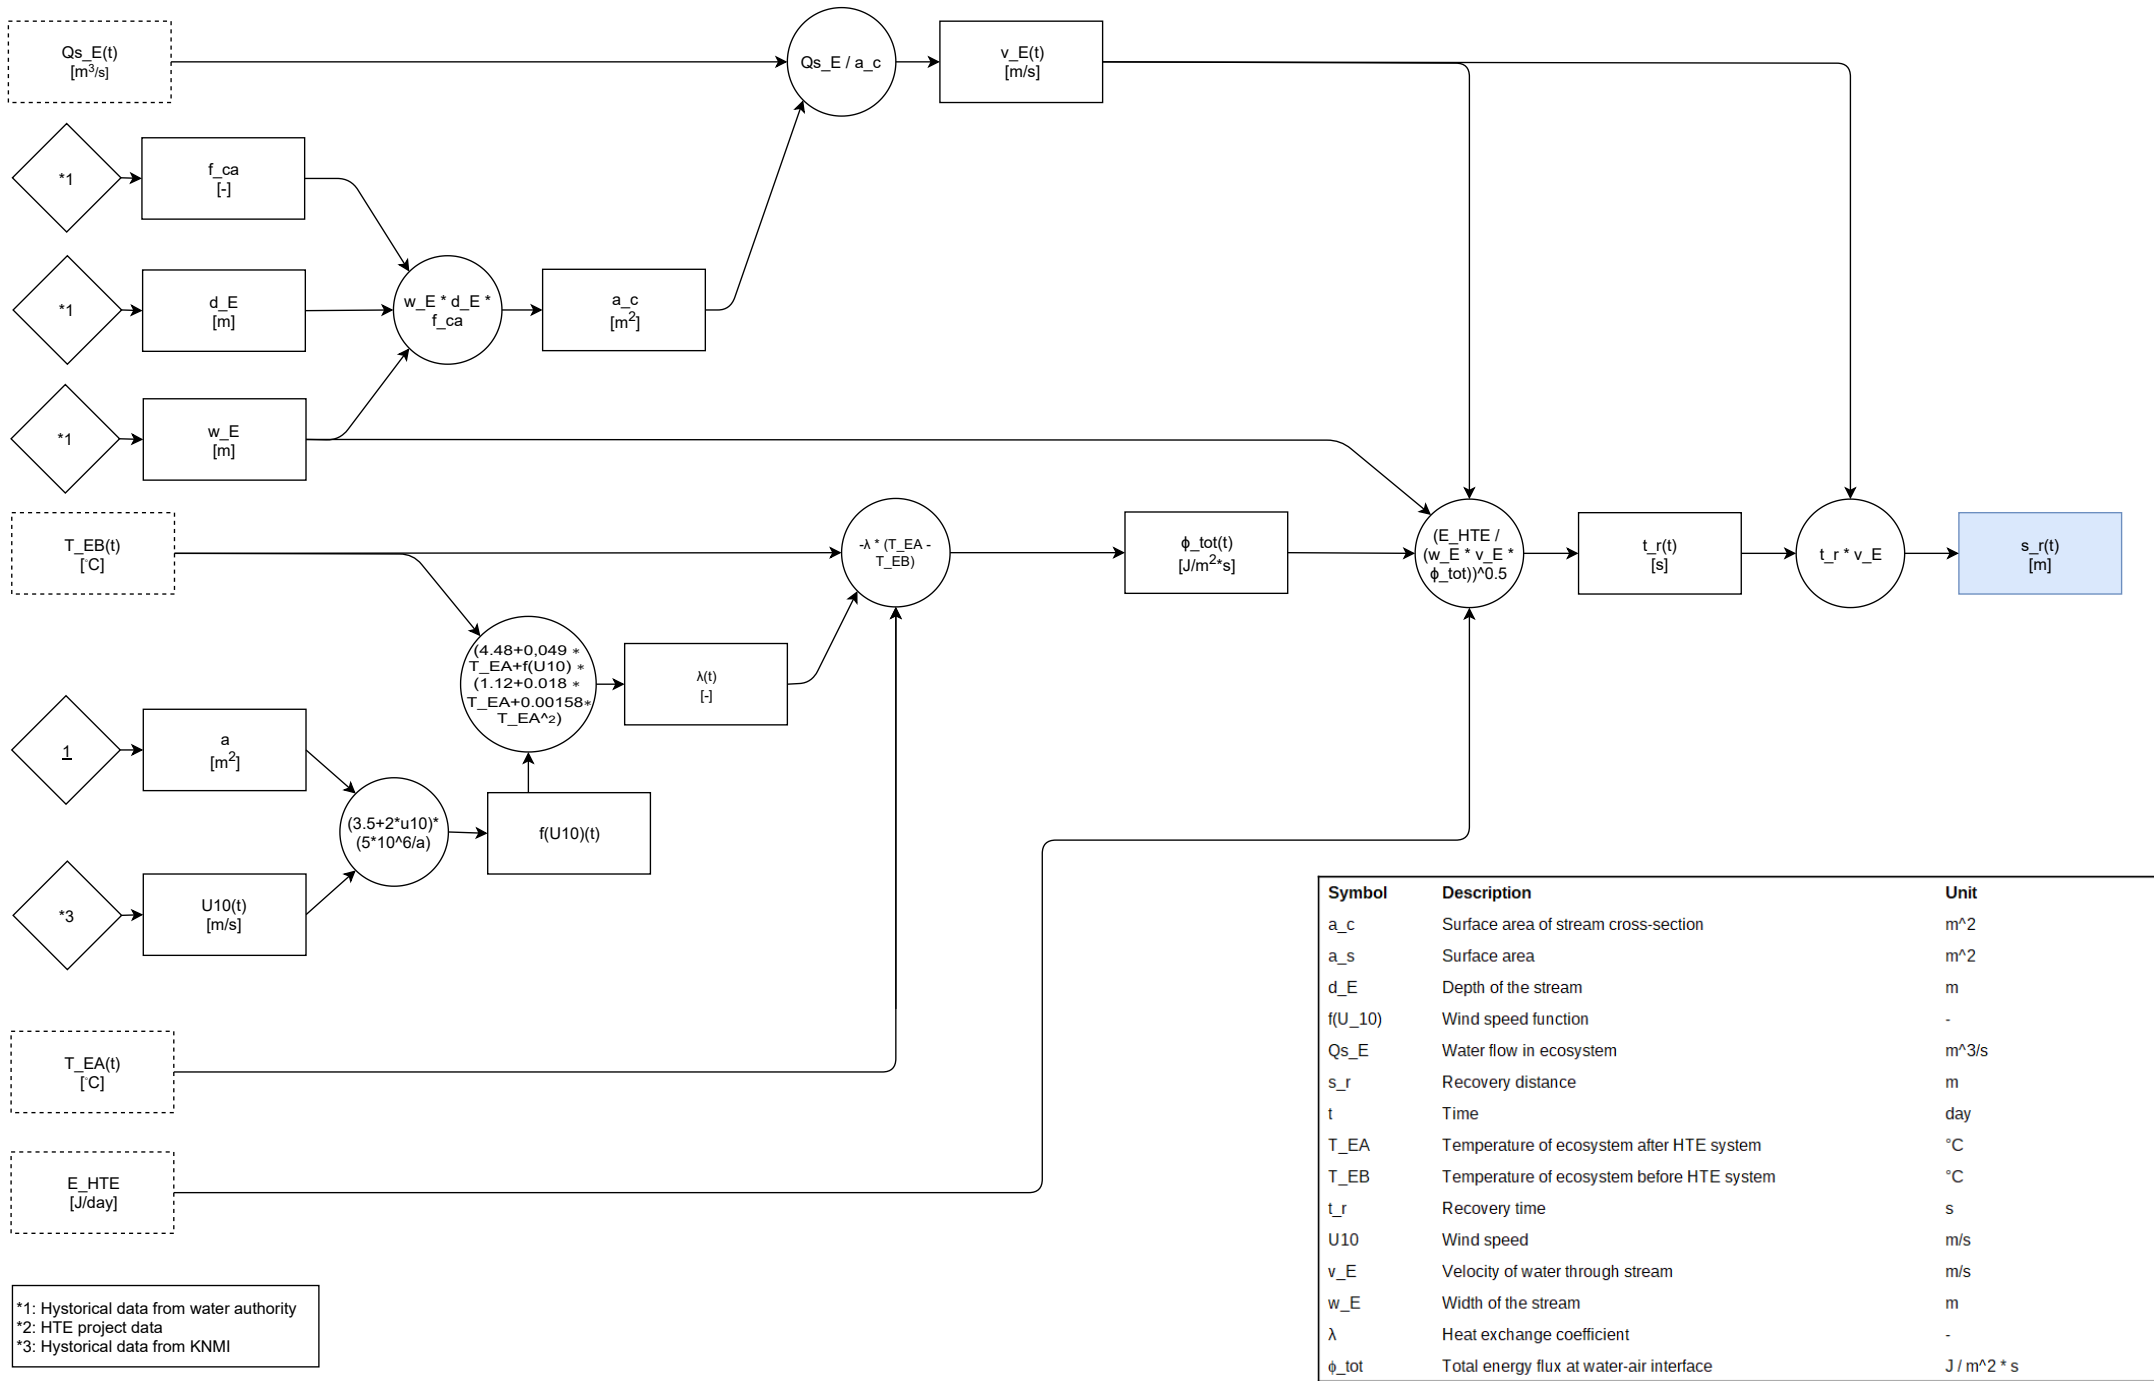 Qs_E(t)
[m³/s]
Qs_E / a_c
v_E(t)
[m/s]
*1
f_ca
[-]
*1
d_E
[m]
w_E * d_E *
f_ca
a_c
[m²]
*1
w_E
[m]
T_EB(t)
[°C]
-λ * (T_EA -
T_EB)
ϕ_tot(t)
[J/m²*s]
(E_HTE /
(w_E * v_E *
ϕ_tot))^0.5
t_r(t)
[s]
t_r * v_E
s_r(t)
[m]
(4.48+0,049 *
T_EA+f(U10) *
(1.12+0.018 *
T_EA+0.00158*
T_EA^2)
λ(t)
[-]
1
a
[m²]
(3.5+2*u10)*
(5*10^6/a)
f(U10)(t)
*3
U10(t)
[m/s]
T_EA(t)
[°C]
E_HTE
[J/day]
*1: Hystorical data from water authority
*2: HTE project data
*3: Hystorical data from KNMI
Symbol Description Unit
a_c Surface area of stream cross-section m^2
a_s Surface area m^2
d_E Depth of the stream m
f(U_10) Wind speed function -
Qs_E Water flow in ecosystem m^3/s
s_r Recovery distance m
t Time day
T_EA Temperature of ecosystem after HTE system °C
T_EB Temperature of ecosystem before HTE system °C
t_r Recovery time s
U10 Wind speed m/s
v_E Velocity of water through stream m/s
w_E Width of the stream m
λ Heat exchange coefficient -
ϕ_tot Total energy flux at water-air interface J / m^2 * s